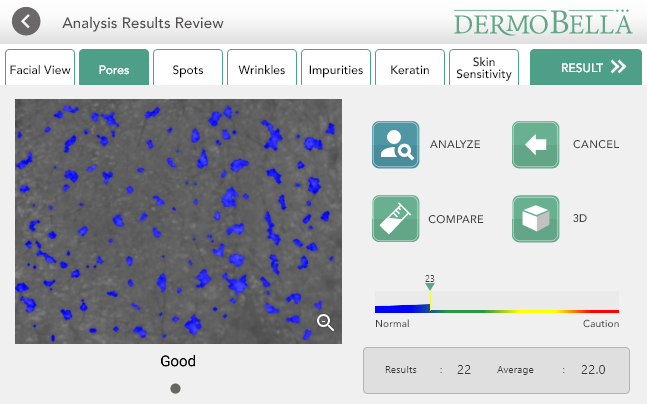 Analysis Results Review
DERMOBELLA
Facial View
Pores
Spots
Wrinkles
Impurities
Keratin
Skin
Sensitivity
RESULT
ANALYZE
CANCEL
COMPARE
3D
23
Normal
Caution
Good
Results : 22 Average : 22.0